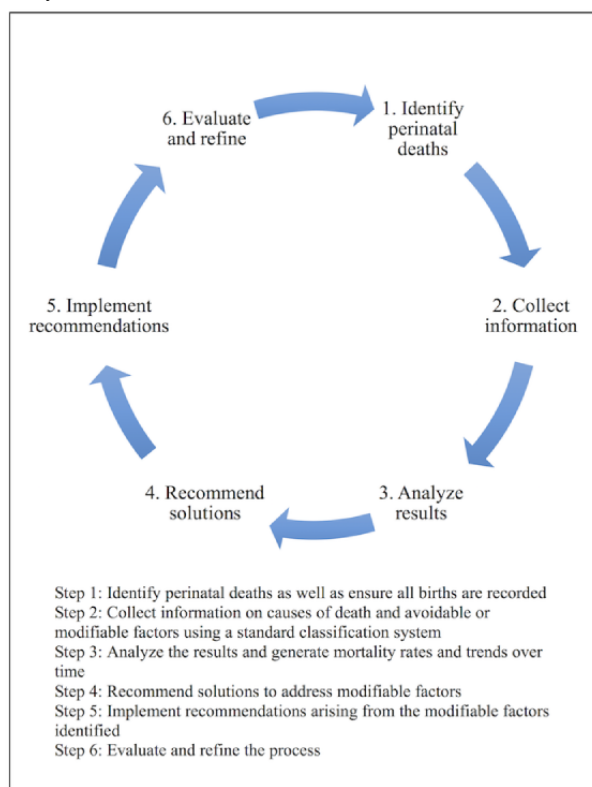 1. Identify
perinatal
deaths
2. Collect
information
3. Analyze
results
4. Recommend
solutions
5. Implement
recommendations
6. Evaluate
and refine
Step 1: Identify perinatal deaths as well as ensure all births are recorded
Step 2: Collect information on causes of death and avoidable or
modifiable factors using a standard classification system
Step 3: Analyze the results and generate mortality rates and trends over
time
Step 4: Recommend solutions to address modifiable factors
Step 5: Implement recommendations arising from the modifiable factors
identified
Step 6: Evaluate and refine the process